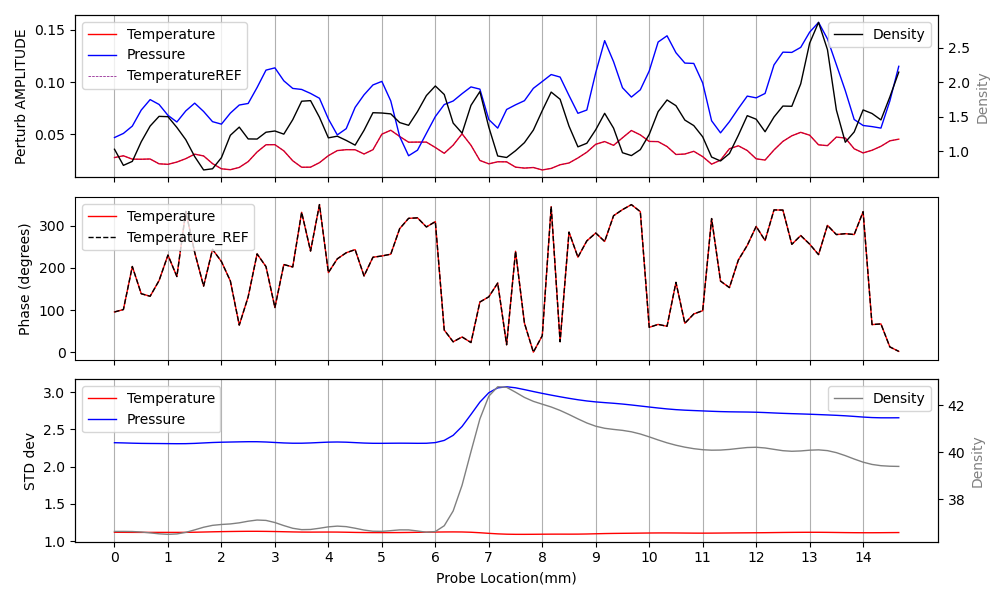 Perturb AMPLITUDE
0.15
0.10
0.05
Temperature
Pressure
TemperatureREF
Density
2.5
2.0
1.5
1.0
Density
Phase (degrees)
300
200
100
0
Temperature
Temperature_REF
STD dev
3.0
2.5
2.0
1.5
1.0
Temperature
Pressure
Density
42
40
38
Density
0 1 2 3 4 5 6 7 8 9 10 11 12 13 14
Probe Location(mm)